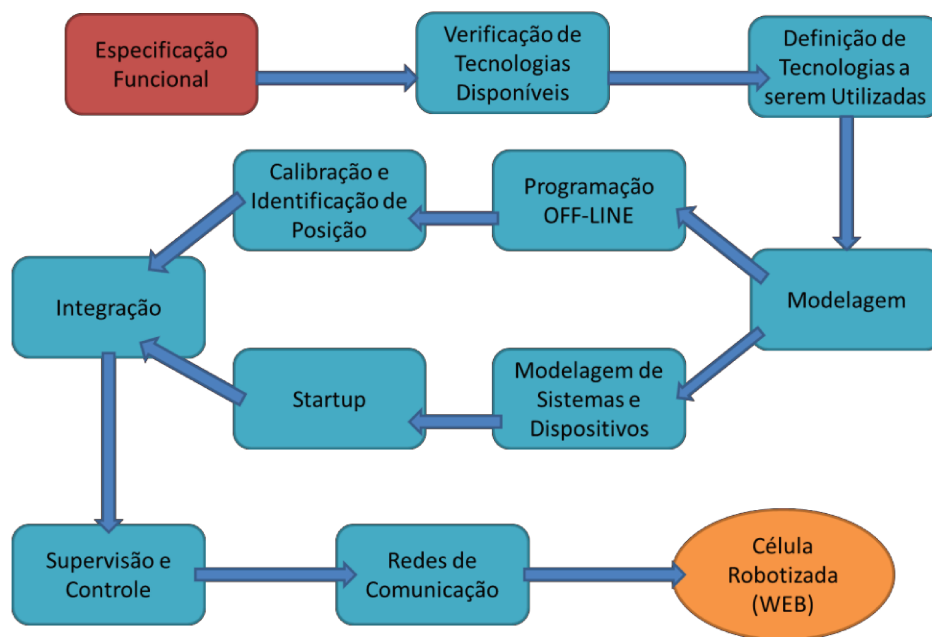 Especificação
Funcional
Verificação de
Tecnologias
Disponíveis
Definição de
Tecnologias a
serem Utilizadas
Calibração e
Identificação de
Posição
Programação
OFF-LINE
Modelagem
Integração
Startup
Modelagem de
Sistemas e
Dispositivos
Supervisão e
Controle
Redes de
Comunicação
Célula
Robotizada
(WEB)